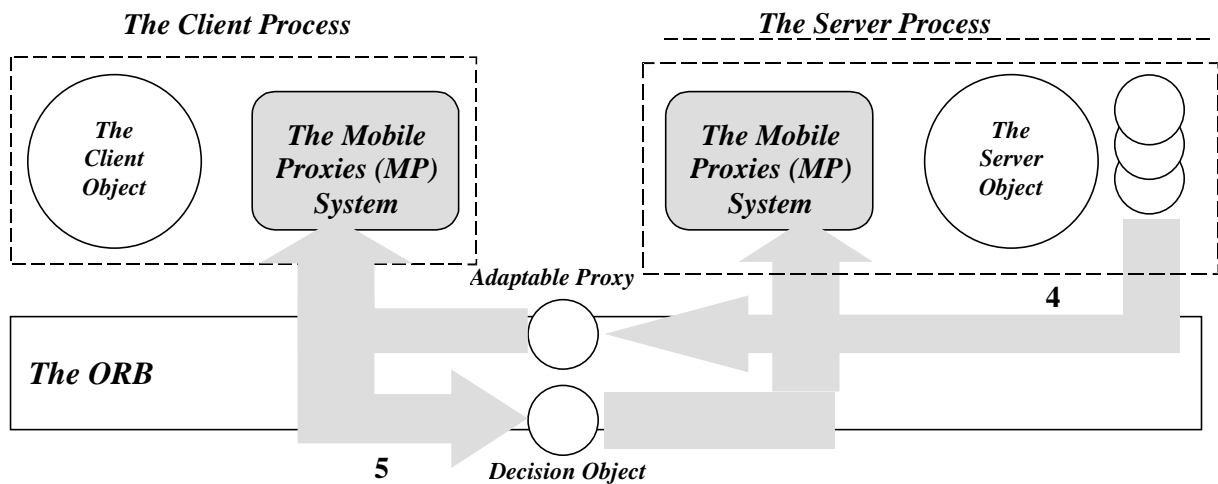 The Client Process
The Server Process
The
Client
Object
The Mobile
Proxies (MP)
System
The Mobile
Proxies (MP)
System
The
Server
Object
Adaptable Proxy
4
The ORB
5
Decision Object